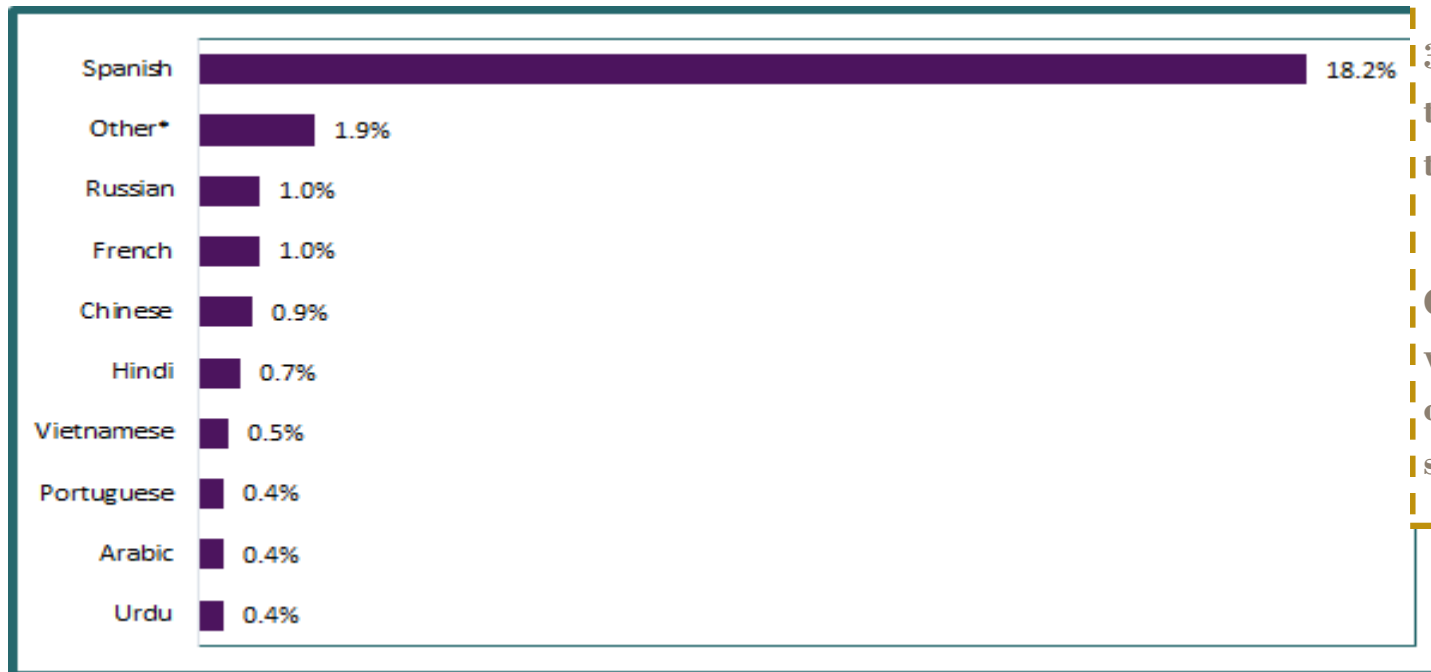 Spanish 18.2%
Other* 1.9%
Russian 1.0%
French 1.0%
Chinese 0.9%
Hindi 0.7%
Vietnamese 0.5%
Portuguese 0.4%
Arabic 0.4%
Urdu 0.4%